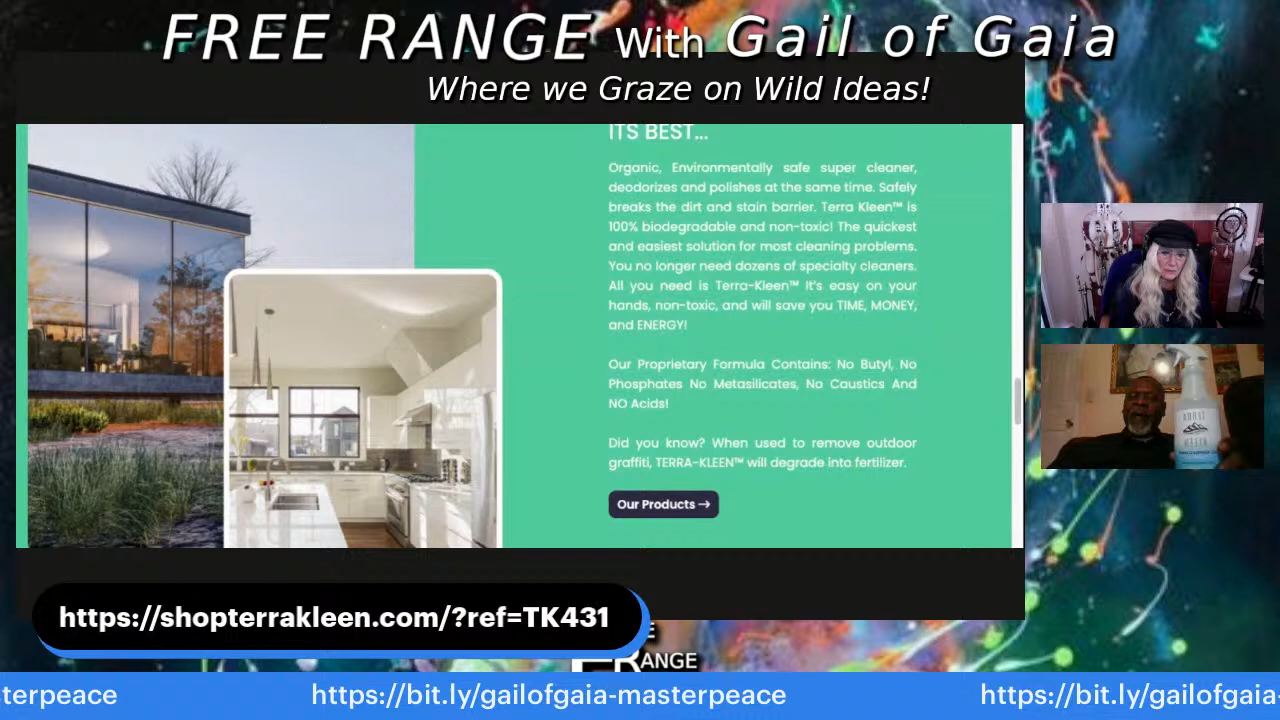 FREE RANGE With Gail of Gaia
Where we Graze on Wild Ideas!
ITS BEST...
Organic, Environmentally safe super cleaner,
deodorizes and polishes at the same time. Safely
breaks the dirt and stain barrier. Terra Kleen™ is
100% biodegradable and non-toxic! The quickest
and easiest solution for most cleaning problems.
You no longer need dozens of specialty cleaners.
All you need is Terra-Kleen™ It's easy on your
hands, non-toxic, and will save you TIME, MONEY,
and ENERGY!
Our Proprietary Formula Contains: No Butyl, No
Phosphates No Metasilicates, No Caustics And
NO Acids!
Did you know? When used to remove outdoor
graffiti, TERRA-KLEEN™ will degrade into fertilizer.
Our Products →
https://shopterrakleen.com/?ref=TK431
RANGE
terpeace
https://bit.ly/gailofgaia-masterpeace
https://bit.ly/gailofgaia-